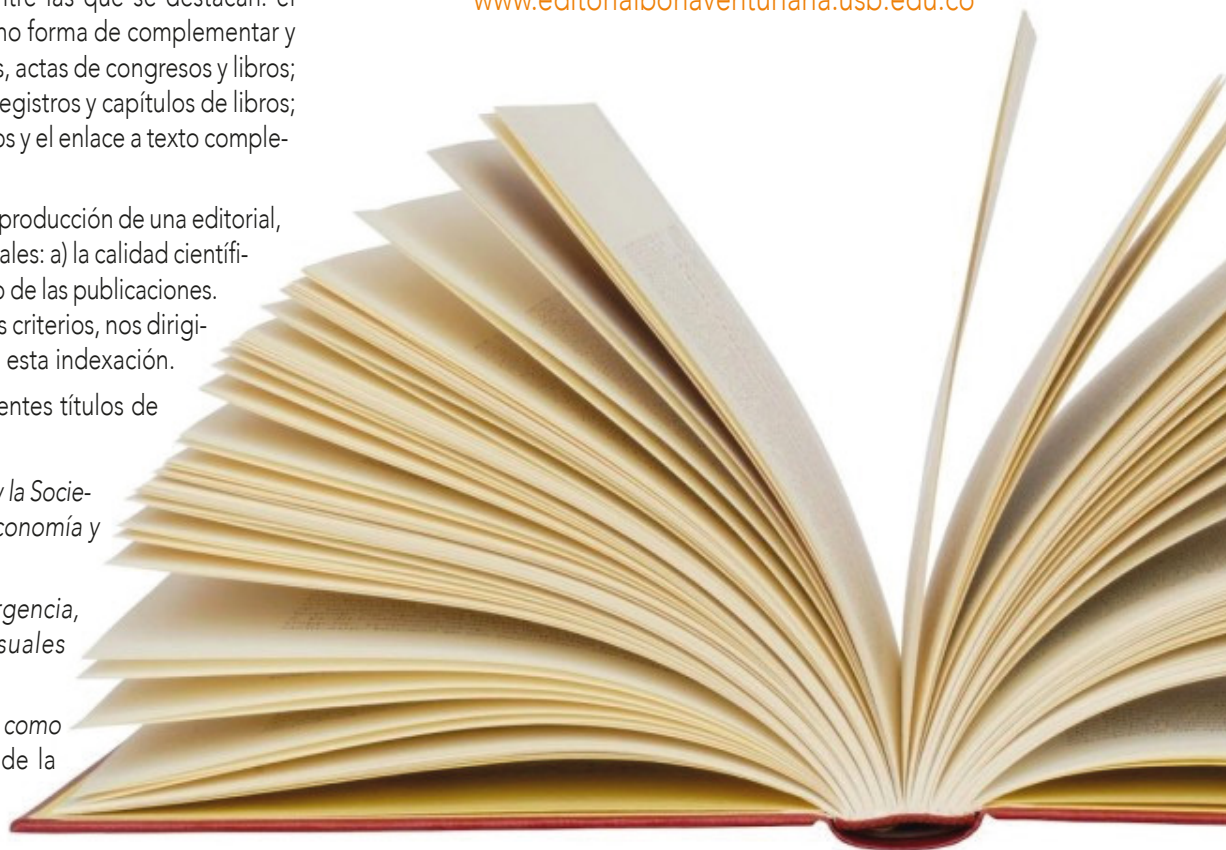 ntre las que se destacan: el
no forma de complementar y
s, actas de congresos y libros;
egistros y capítulos de libros;
os y el enlace a texto comple-
producción de una editorial,
ales: a) la calidad científi-
o de las publicaciones.
s criterios, nos dirigi-
esta indexación.
entes títulos de
y la Socie-
conomía y
rgencia,
suales
como
de la
www.editorialbonaventuriana.usb.edu.co